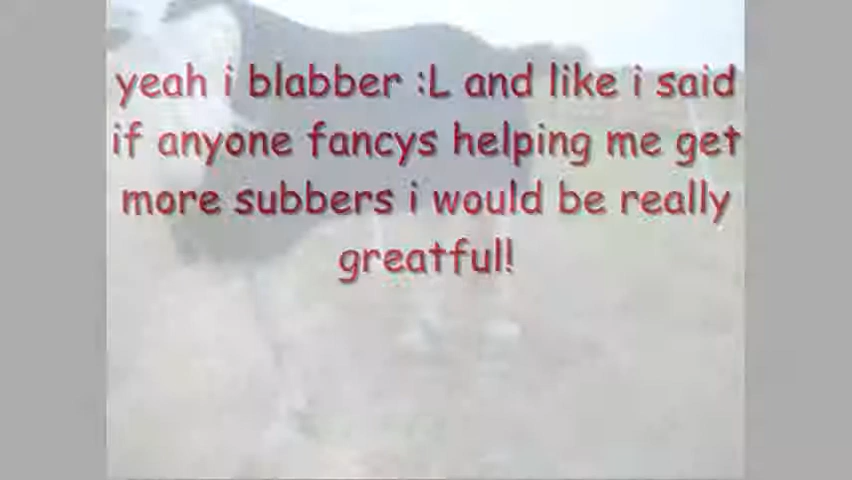 yeah i blabber :L and like i said
if anyone fancys helping me get
more subbers i would be really
greatful!